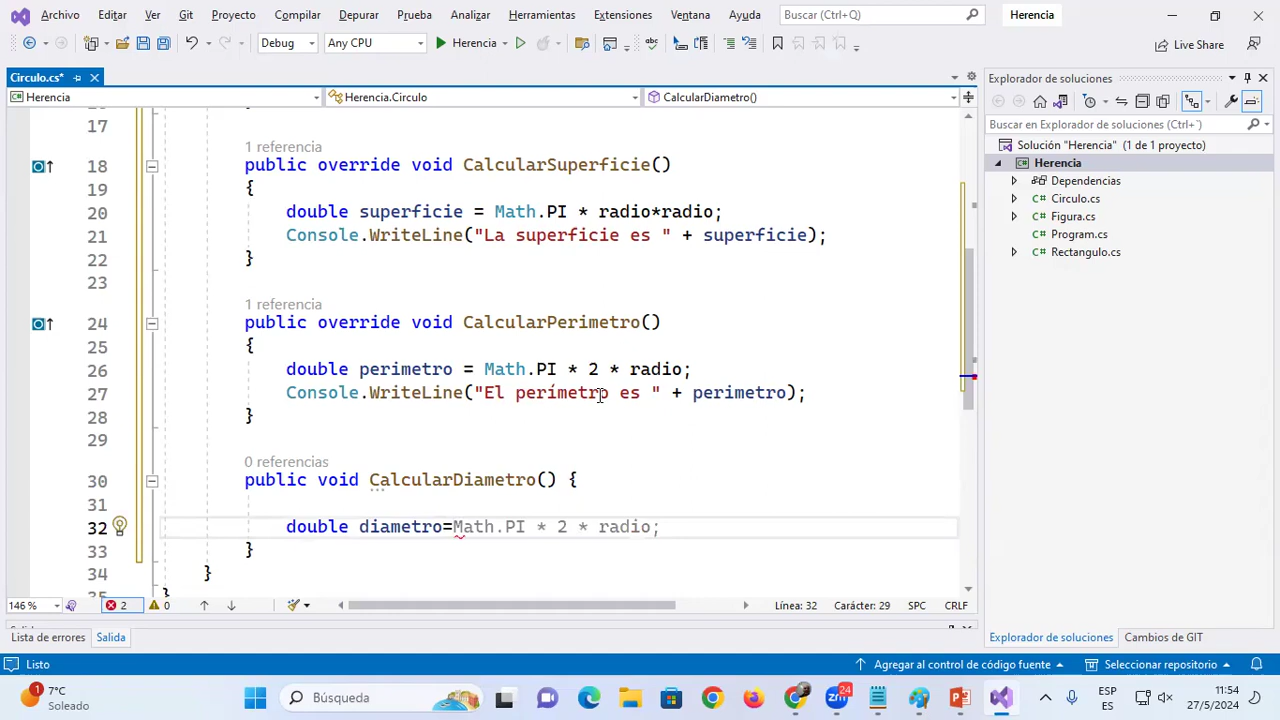 Archivo Editar Ver Git Proyecto Compilar Depurar Prueba Analizar Herramientas Extensiones Ventana Ayuda Buscar (Ctrl+Q) Herencia
Debug Any CPU Herencia Live Share
Circulo.cs*
Herencia Herencia.Circulo CalcularDiametro()
17
1 referencia
18 public override void CalcularSuperficie()
19 {
20 double superficie = Math.PI * radio*radio;
21 Console.WriteLine("La superficie es " + superficie);
22 }
23
1 referencia
24 public override void CalcularPerimetro()
25 {
26 double perimetro = Math.PI * 2 * radio;
27 Console.WriteLine("El perímetro es " + perimetro);
28 }
29
0 referencias
30 public void CalcularDiametro() {
31
32 double diametro=Math.PI * 2 * radio;
33 }
34 }
35 }
146 % 2 0 Línea: 32 Carácter: 29 SPC CRLF
Lista de errores Salida
Explorador de soluciones
Buscar en Explorador de soluciones (Ctrl+´)
Solución "Herencia" (1 de 1 proyecto)
Herencia
Dependencias
C# Circulo.cs
C# Figura.cs
C# Program.cs
C# Rectangulo.cs
Explorador de soluciones Cambios de GIT
Listo Agregar al control de código fuente Seleccionar repositorio
1 7°C
Soleado
Búsqueda
zm 24
ESP
ES
11:54
27/5/2024